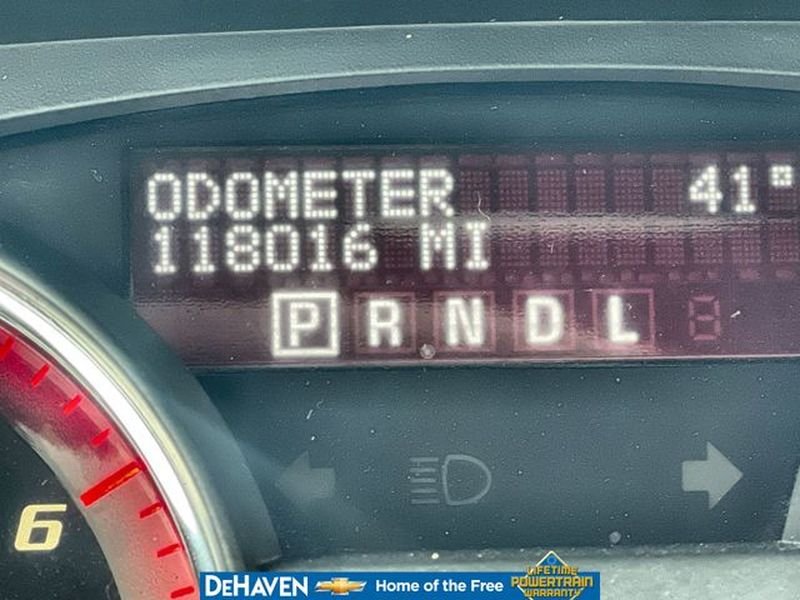 ODOMETER 41°
118016 MI
P R N D L
6
DEHAVEN Home of the Free LIFETIME
POWERTRAIN
WARRANTY